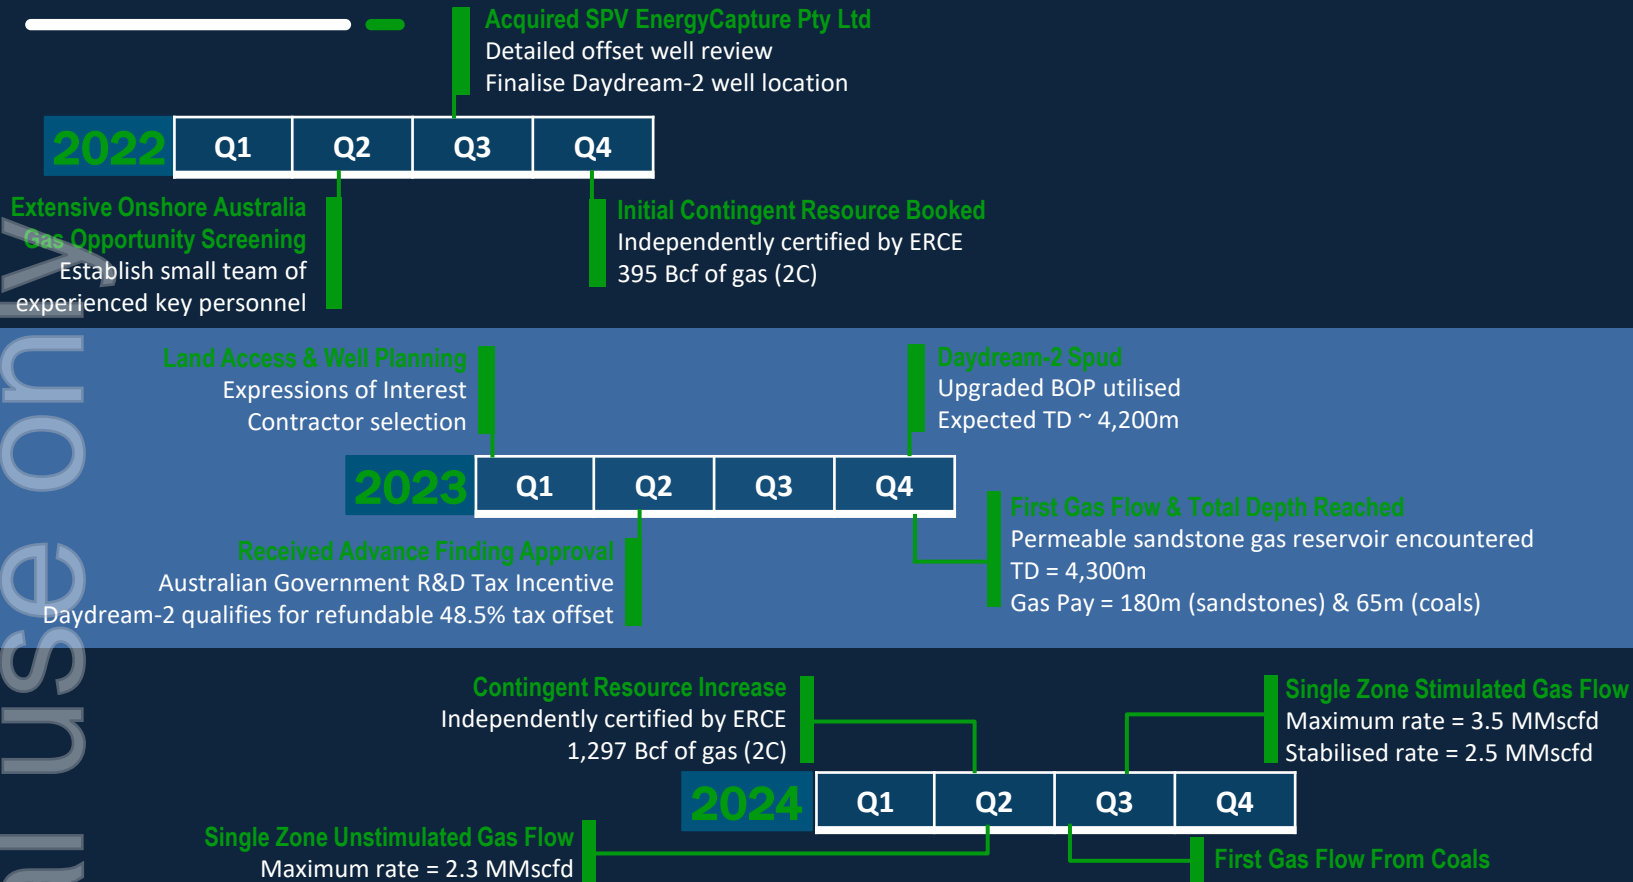 Acquired SPV EnergyCapture Pty Ltd
Detailed offset well review
Finalise Daydream-2 well location
2022 Q1 Q2 Q3 Q4
Extensive Onshore Australia
Gas Opportunity Screening
Establish small team of
experienced key personnel
Initial Contingent Resource Booked
Independently certified by ERCE
395 Bcf of gas (2C)
Land Access & Well Planning
Expressions of Interest
Contractor selection
Daydream-2 Spud
Upgraded BOP utilised
Expected TD ~ 4,200m
2023 Q1 Q2 Q3 Q4
Received Advance Finding Approval
Australian Government R&D Tax Incentive
Daydream-2 qualifies for refundable 48.5% tax offset
First Gas Flow & Total Depth Reached
Permeable sandstone gas reservoir encountered
TD = 4,300m
Gas Pay = 180m (sandstones) & 65m (coals)
Contingent Resource Increase
Independently certified by ERCE
1,297 Bcf of gas (2C)
Single Zone Stimulated Gas Flow
Maximum rate = 3.5 MMscfd
Stabilised rate = 2.5 MMscfd
2024 Q1 Q2 Q3 Q4
Single Zone Unstimulated Gas Flow
Maximum rate = 2.3 MMscfd
First Gas Flow From Coals
al use only